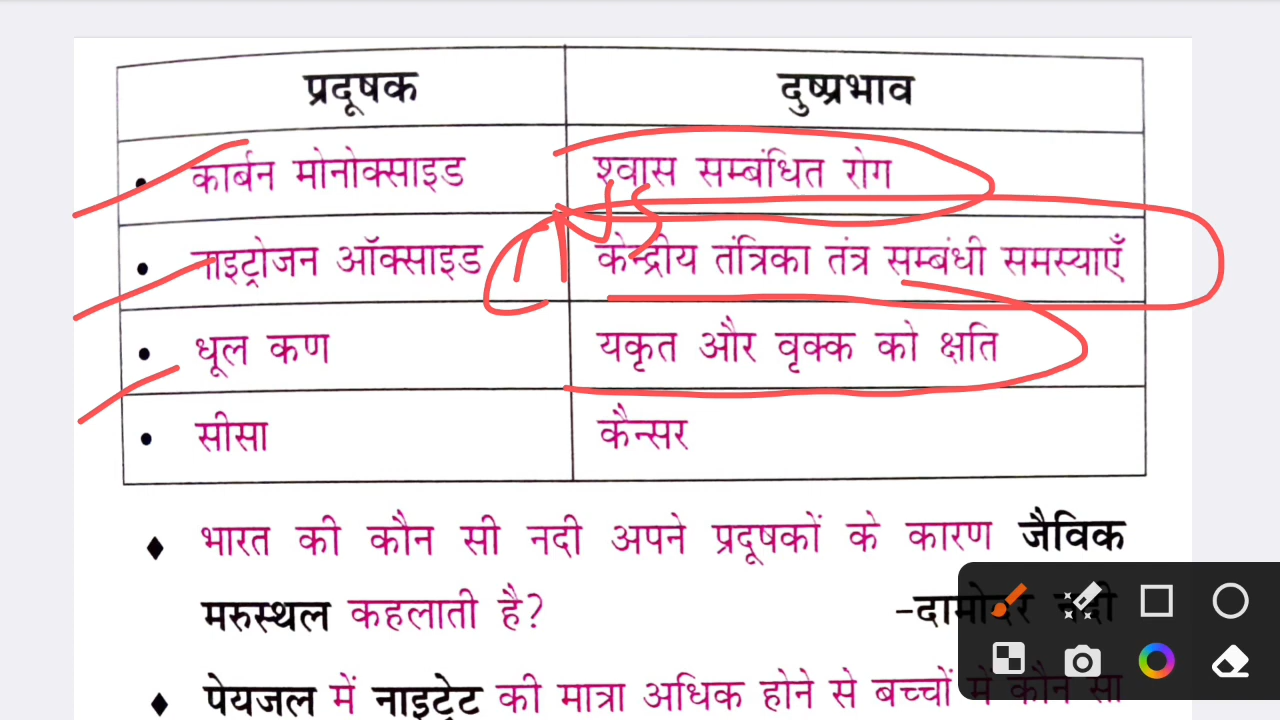 प्रदूषक दुष्प्रभाव
• कार्बन मोनोक्साइड श्वास सम्बंधित रोग
• नाइट्रोजन ऑक्साइड केन्द्रीय तंत्रिका तंत्र सम्बंधी समस्याएँ
• धूल कण यकृत और वृक्क को क्षति
• सीसा कैन्सर
♦ भारत की कौन सी नदी अपने प्रदूषकों के कारण जैविक
मरुस्थल कहलाती है? –दामोदर नदी
♦ पेयजल में नाइट्रेट की मात्रा अधिक होने से बच्चों में कौन सा